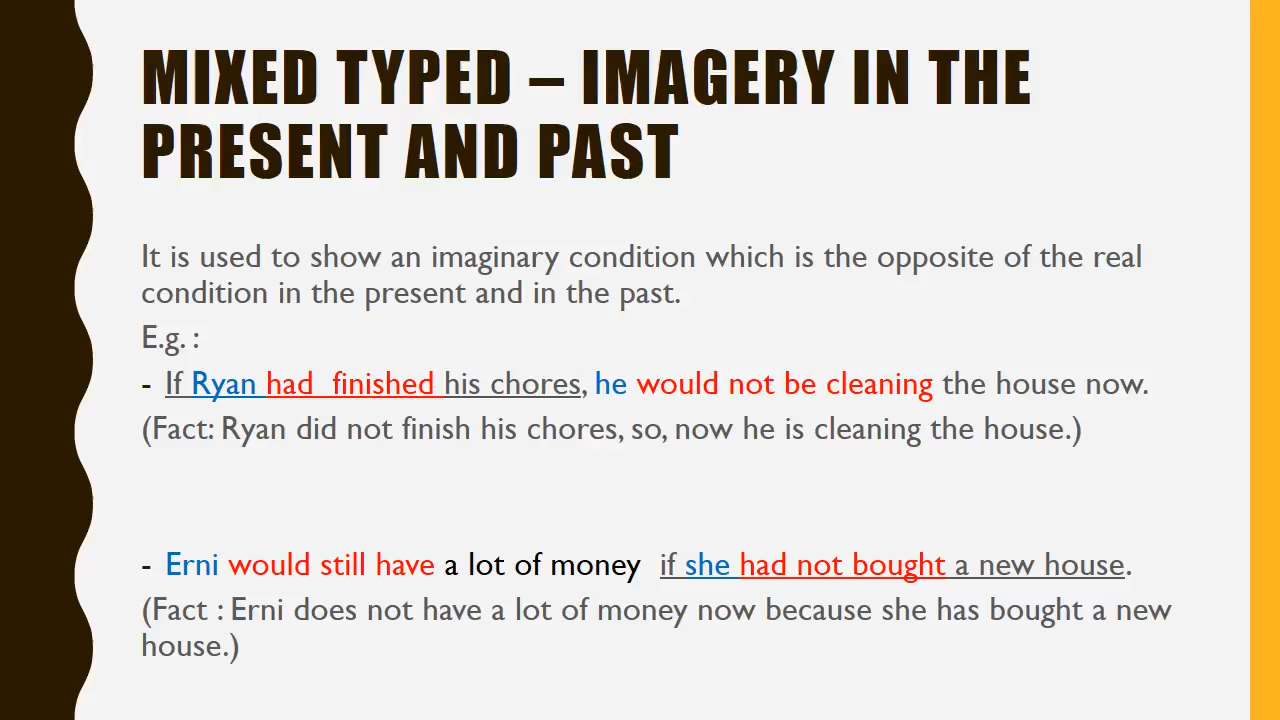 MIXED TYPED – IMAGERY IN THE
PRESENT AND PAST
It is used to show an imaginary condition which is the opposite of the real
condition in the present and in the past.
E.g. :
- If Ryan had  finished his chores, he would not be cleaning the house now.
(Fact: Ryan did not finish his chores, so, now he is cleaning the house.)
- Erni would still have a lot of money  if she had not bought a new house.
(Fact : Erni does not have a lot of money now because she has bought a new
house.)